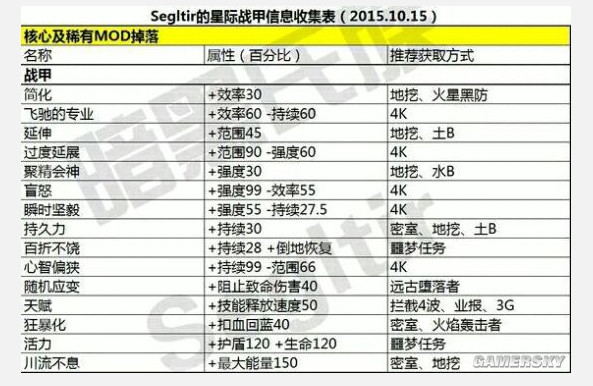 Segltir的星际战甲信息收集表（2015.10.15）
核心及稀有MOD掉落
名称 属性（百分比） 推荐获取方式
战甲
简化 +效率30 地挖、火星黑防
飞驰的专业 +效率60 -持续60 4K
延伸 +范围45 地挖、土B
过度延展 +范围90 -强度60 4K
聚精会神 +强度30 地挖、水B
盲怒 +强度99 -效率55 4K
瞬时坚毅 +强度55 -持续27.5 4K
持久力 +持续30 密室、地挖、土B
百折不饶 +持续28 +倒地恢复 噩梦任务
心智偏狭 +持续99 -范围66 4K
随机应变 +阻止致命伤害40 远古堕落者
天赋 +技能释放速度50 拦截4波、业报、3G
狂暴化 +扣血回蓝40 密室、火焰轰击者
活力 +护盾120 +生命120 噩梦任务
川流不息 +最大能量150 密室、地挖
暗黑民族
Segltir
GAMERSKY